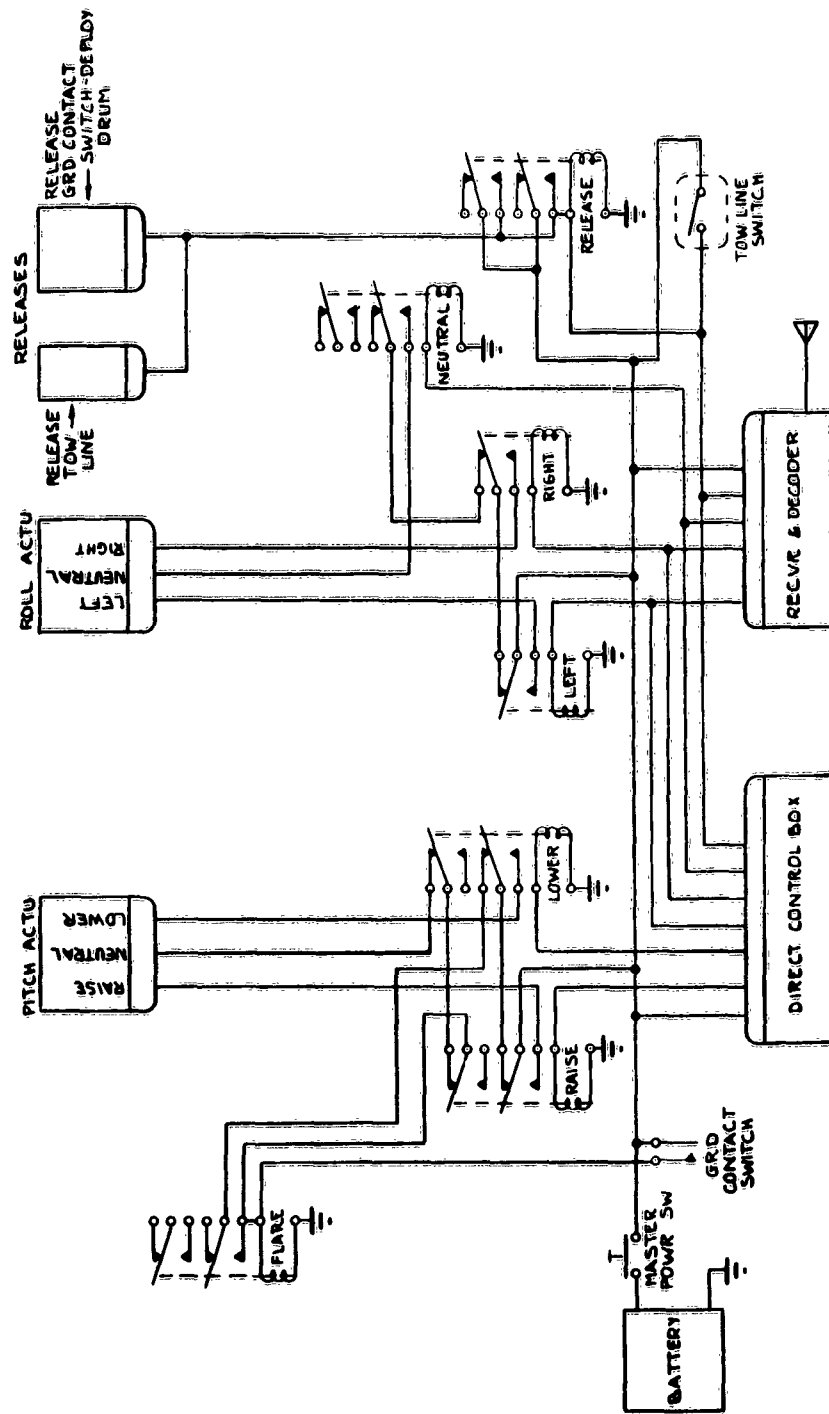 RELEASES
RELEASE
GRD CONTACT
SWITCH-DEPLOY
DRUM
RELEASE
TOW
LINE
ROLL ACTU
LEFT
NEUTRAL
RIGHT
PITCH ACTU
RAISE
NEUTRAL
LOWER
FLARE
RAISE
LOWER
LEFT
RIGHT
NEUTRAL
RELEASE
TOW LINE
SWITCH
BATTERY
MASTER
POWR SW
GRD
CONTACT
SWITCH
DIRECT CONTROL BOX
RECVR & DECODER